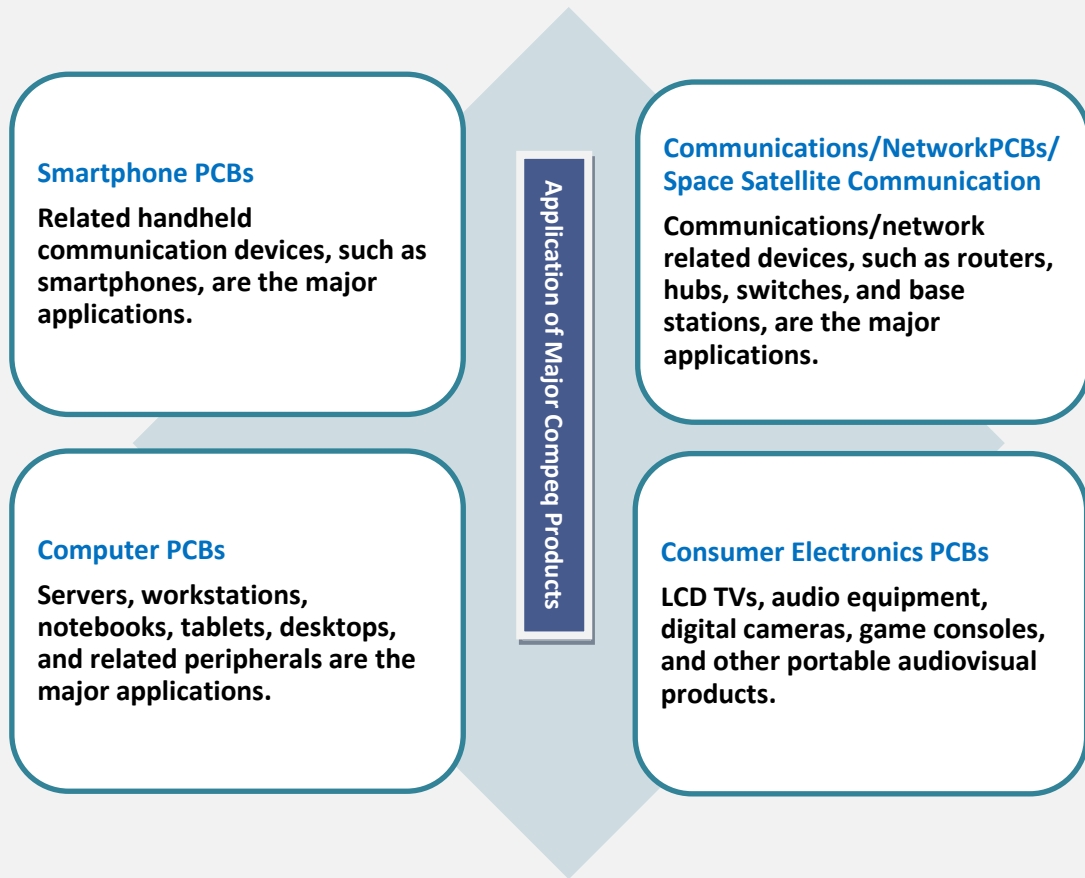 Smartphone PCBs
Related handheld
communication devices, such as
smartphones, are the major
applications.
Communications/NetworkPCBs/
Space Satellite Communication
Communications/network
related devices, such as routers,
hubs, switches, and base
stations, are the major
applications.
Application of Major Compeq Products
Computer PCBs
Servers, workstations,
notebooks, tablets, desktops,
and related peripherals are the
major applications.
Consumer Electronics PCBs
LCD TVs, audio equipment,
digital cameras, game consoles,
and other portable audiovisual
products.